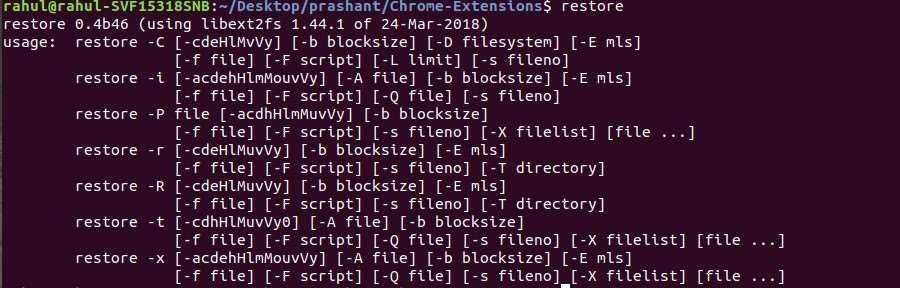 rahul@rahul-SVF15318SNB:~/Desktop/prashant/Chrome-Extensions$ restore
restore 0.4b46 (using libext2fs 1.44.1 of 24-Mar-2018)
usage:  restore -C [-cdeHlMvVy] [-b blocksize] [-D filesystem] [-E mls]
                   [-f file] [-F script] [-L limit] [-s fileno]
        restore -i [-acdehHlmMouvVy] [-A file] [-b blocksize] [-E mls]
                   [-f file] [-F script] [-Q file] [-s fileno]
        restore -P file [-acdhHlmMuvVy] [-b blocksize]
                   [-f file] [-F script] [-s fileno] [-X filelist] [file ...]
        restore -r [-cdeHlMuvVy] [-b blocksize] [-E mls]
                   [-f file] [-F script] [-s fileno] [-T directory]
        restore -R [-cdeHlMuvVy] [-b blocksize] [-E mls]
                   [-f file] [-F script] [-s fileno] [-T directory]
        restore -t [-cdhHlMuvVy0] [-A file] [-b blocksize]
                   [-f file] [-F script] [-Q file] [-s fileno] [-X filelist] [file ...]
        restore -x [-acdehHlmMouvVy] [-A file] [-b blocksize] [-E mls]
                   [-f file] [-F script] [-Q file] [-s fileno] [-X filelist] [file ...]